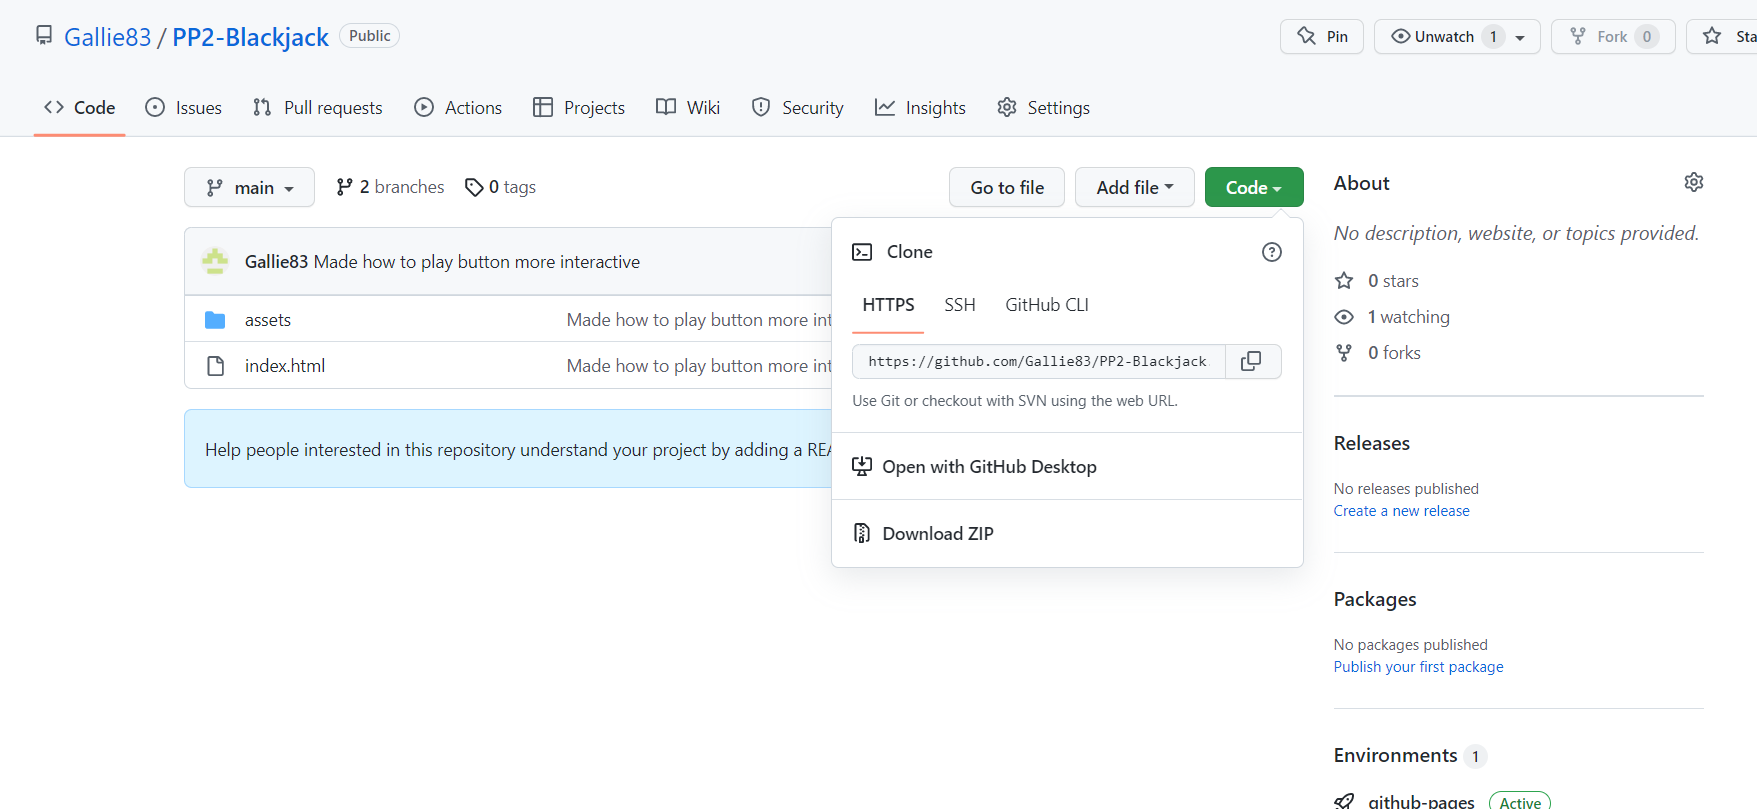 Gallie83 / PP2-Blackjack Public
Pin
Unwatch 1
Fork 0
Code
Issues
Pull requests
Actions
Projects
Wiki
Security
Insights
Settings
main
2 branches
0 tags
Go to file
Add file
Code
Gallie83 Made how to play button more interactive
assets
Made how to play button more
index.html
Made how to play button more
Help people interested in this repository understand your project by adding a
Clone
HTTPS
SSH
GitHub CLI
https://github.com/Gallie83/PP2-Blackjack
Use Git or checkout with SVN using the web URL.
Open with GitHub Desktop
Download ZIP
About
No description, website, or topics provided.
0 stars
1 watching
0 forks
Releases
No releases published
Create a new release
Packages
No packages published
Publish your first package
Environments 1
github-pages Active